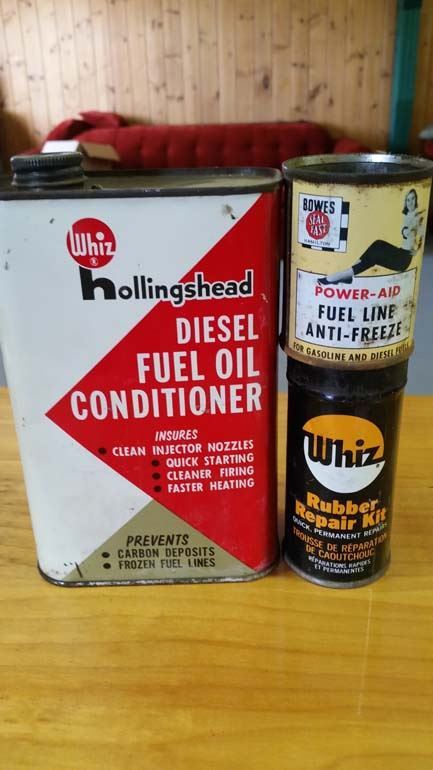 Whiz
®
hollingshead
DIESEL
FUEL OIL
CONDITIONER
INSURES
• CLEAN INJECTOR NOZZLES
• QUICK STARTING
• CLEANER FIRING
• FASTER HEATING
PREVENTS
• CARBON DEPOSITS
• FROZEN FUEL LINES
BOWES
SEAL
FAST
HAMILTON
POWER-AID
FUEL LINE
ANTI-FREEZE
FOR GASOLINE AND DIESEL FUELS
Whiz
Rubber
Repair Kit
QUICK, PERMANENT REPAIRS
TROUSSE DE RÉPARATION
DE CAOUTCHOUC
RÉPARATIONS RAPIDES
ET PERMANENTES